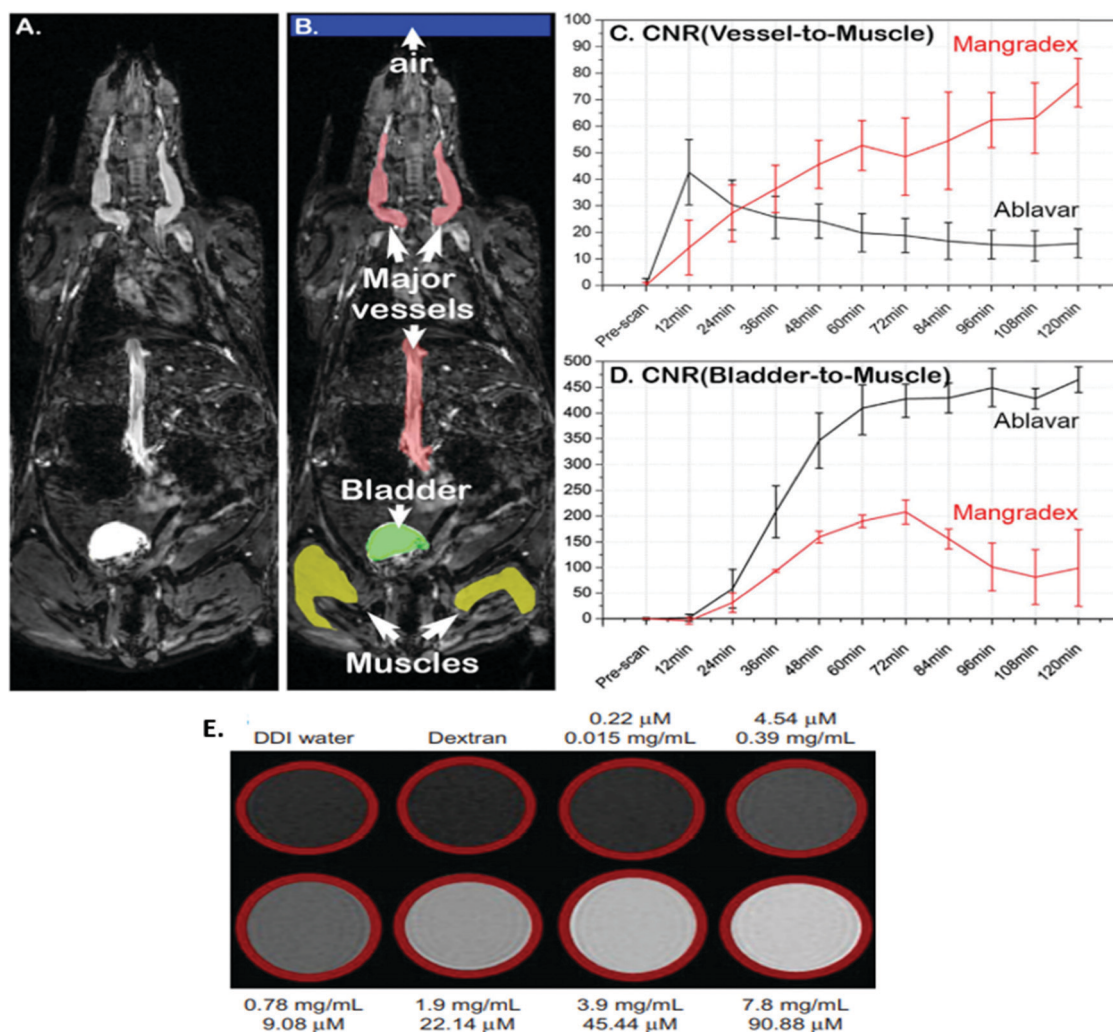 A.
B.
air
Major
vessels
Bladder
Muscles
C. CNR(Vessel-to-Muscle)
Mangradex
Ablavar
100
90
80
70
60
50
40
30
20
10
0
Pre-scan
12min
24min
36min
48min
60min
72min
84min
96min
108min
120min
D. CNR(Bladder-to-Muscle)
Ablavar
Mangradex
500
450
400
350
300
250
200
150
100
50
0
Pre-scan
12min
24min
36min
48min
60min
72min
84min
96min
108min
120min
E.
DDI water
Dextran
0.22 μM
0.015 mg/mL
4.54 μM
0.39 mg/mL
0.78 mg/mL
9.08 μM
1.9 mg/mL
22.14 μM
3.9 mg/mL
45.44 μM
7.8 mg/mL
90.88 μM